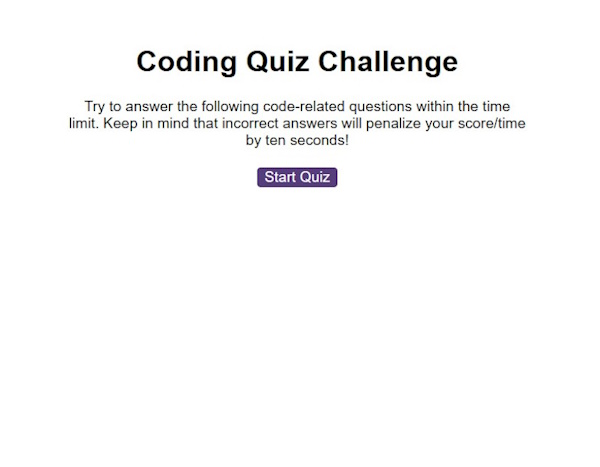 Coding Quiz Challenge
Try to answer the following code-related questions within the time
limit. Keep in mind that incorrect answers will penalize your score/time
by ten seconds!
Start Quiz